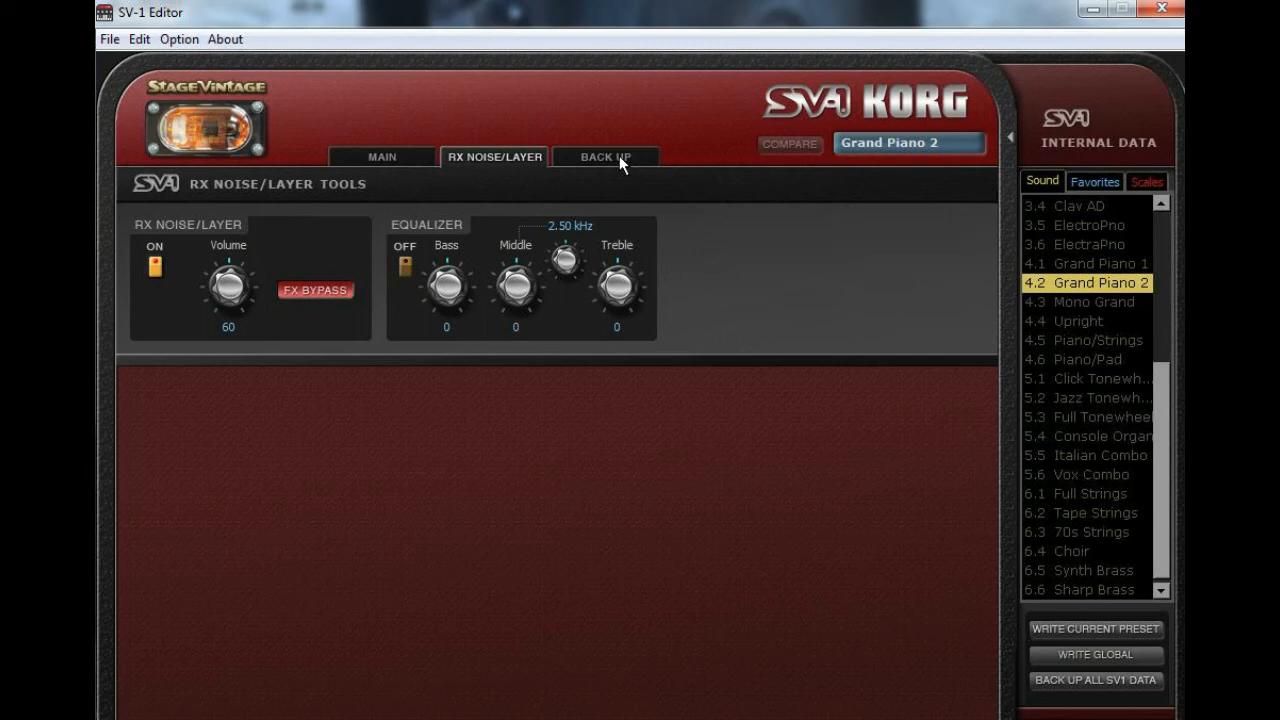 SV-1 Editor
File Edit Option About
STAGEVINTAGE
SV-1 KORG
COMPARE Grand Piano 2
MAIN RX NOISE/LAYER BACK UP
SV-1 RX NOISE/LAYER TOOLS
RX NOISE/LAYER
ON Volume
FX BYPASS
60
EQUALIZER 2.50 kHz
OFF Bass Middle Treble
0 0 0
SV-1
INTERNAL DATA
Sound Favorites Scales
3.4 Clav AD
3.5 ElectroPno
3.6 ElectraPno
4.1 Grand Piano 1
4.2 Grand Piano 2
4.3 Mono Grand
4.4 Upright
4.5 Piano/Strings
4.6 Piano/Pad
5.1 Click Tonewh...
5.2 Jazz Tonewh...
5.3 Full Tonewheel
5.4 Console Organ
5.5 Italian Combo
5.6 Vox Combo
6.1 Full Strings
6.2 Tape Strings
6.3 70s Strings
6.4 Choir
6.5 Synth Brass
6.6 Sharp Brass
WRITE CURRENT PRESET
WRITE GLOBAL
BACK UP ALL SV1 DATA